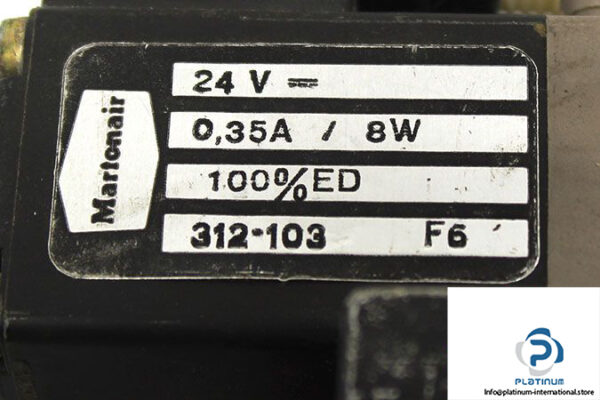 Martonair
24 V ⎓
0,35A / 8W
100%ED
312-103 F6
PLATINUM
info@platinum-international.store